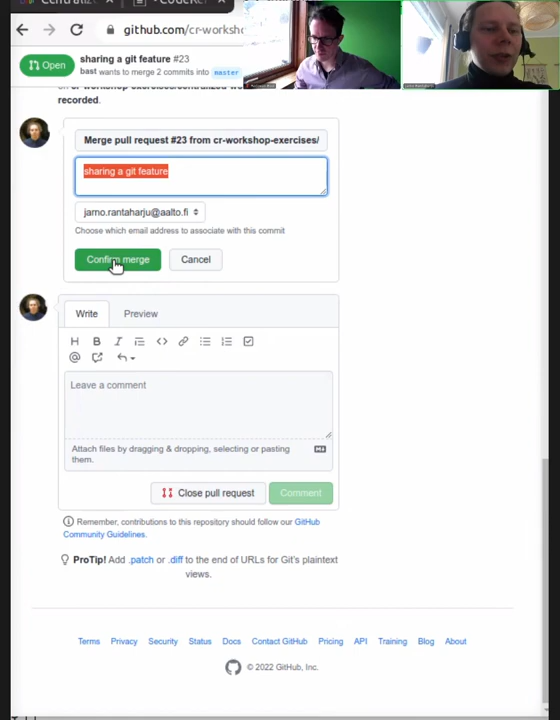 github.com/cr-worksho
Open
sharing a git feature #23
bast wants to merge 2 commits into master
recorded.
Merge pull request #23 from cr-workshop-exercises/
sharing a git feature
jarno.rantaharju@aalto.fi
Choose which email address to associate with this commit
Confirm merge
Cancel
Write
Preview
Leave a comment
Attach files by dragging & dropping, selecting or pasting
them.
Close pull request
Comment
Remember, contributions to this repository should follow our GitHub
Community Guidelines.
ProTip! Add .patch or .diff to the end of URLs for Git's plaintext
views.
Terms Privacy Security Status Docs Contact GitHub Pricing API Training Blog About
© 2022 GitHub, Inc.